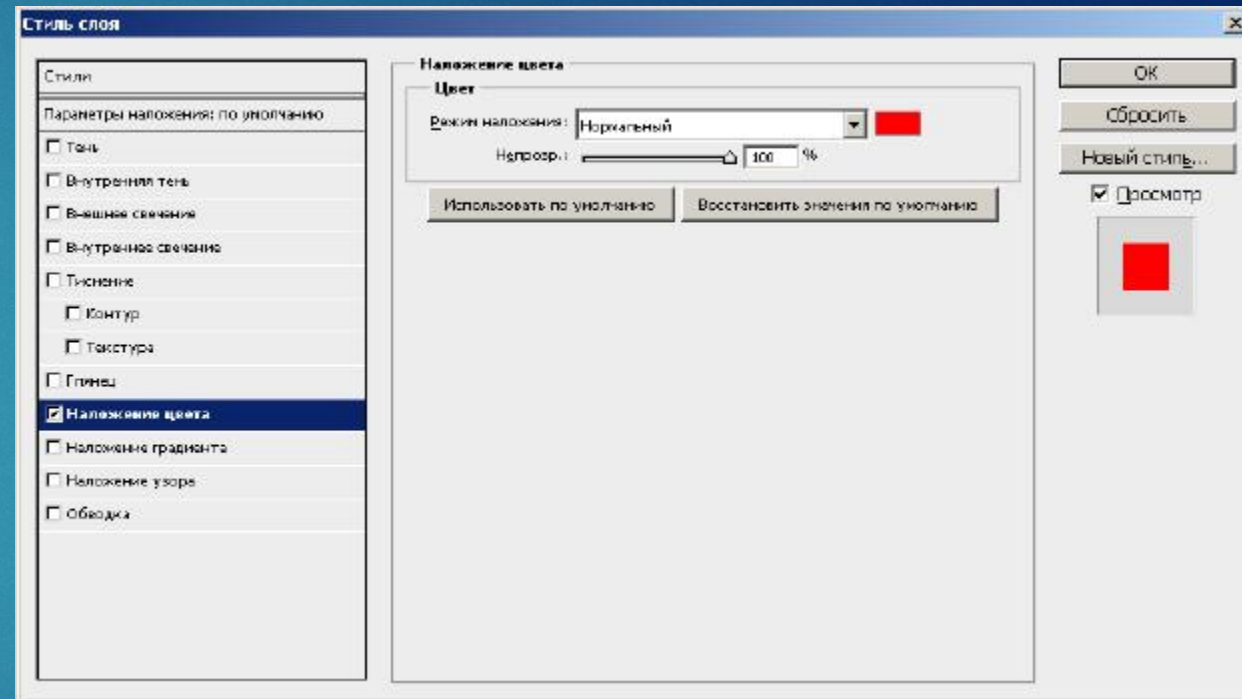 Стиль слоя
Стили
Параметры наложения: по умолчанию
Тень
Внутренняя тень
Внешнее свечение
Внутреннее свечение
Тиснение
Контур
Текстура
Глянец
Наложение цвета
Наложение градиента
Наложение узора
Обводка
Наложение цвета
Цвет
Режим наложения: Нормальный
Непрозр.: 100 %
Использовать по умолчанию Восстановить значения по умолчанию
OK
Сбросить
Новый стиль...
Просмотр